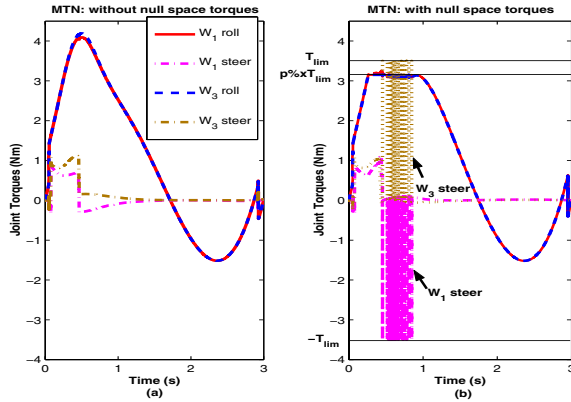 MTN: without null space torques
4
3
2
1
0
−1
−2
−3
−4
Joint Torques (Nm)
W1 roll
W1 steer
W3 roll
W3 steer
0
1
2
3
Time (s)
(a)
MTN: with null space torques
Tlim
p%xTlim
4
3
2
1
0
−1
−2
−3
−4
Joint Torques (Nm)
W3 steer
W1 steer
−Tlim
0
1
2
3
Time (s)
(b)